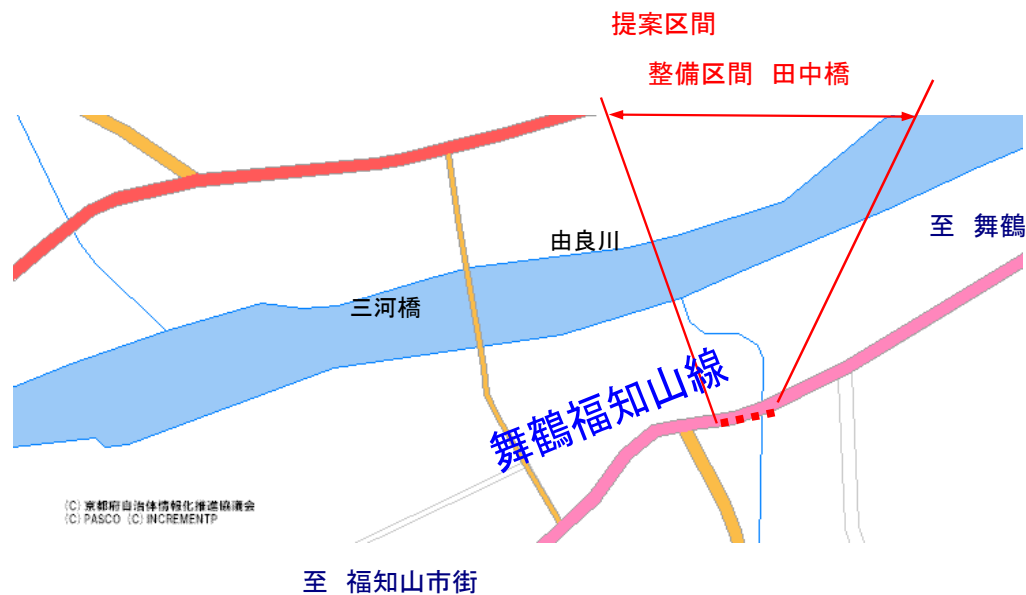 提案区間
整備区間 田中橋
至 舞鶴
由良川
三河橋
舞鶴福知山線
(C) 京都府自治体情報化推進協議会
(C) PASCO (C) INCREMENTP
至 福知山市街